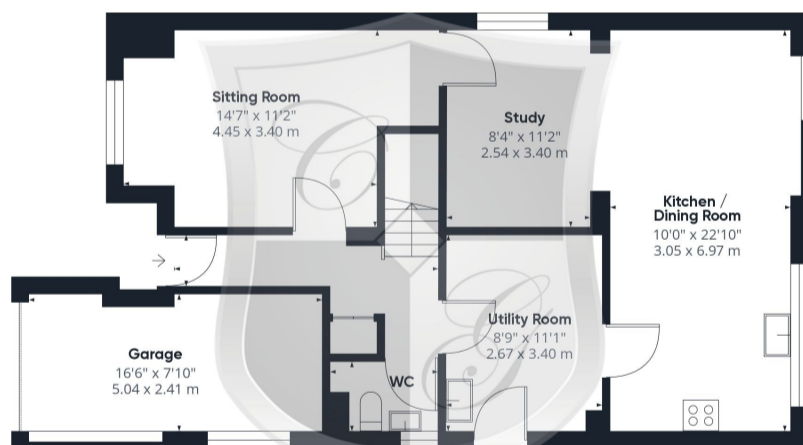 Sitting Room
14'7" x 11'2"
4.45 x 3.40 m
Study
8'4" x 11'2"
2.54 x 3.40 m
Kitchen /
Dining Room
10'0" x 22'10"
3.05 x 6.97 m
Utility Room
8'9" x 11'1"
2.67 x 3.40 m
Garage
16'6" x 7'10"
5.04 x 2.41 m
WC